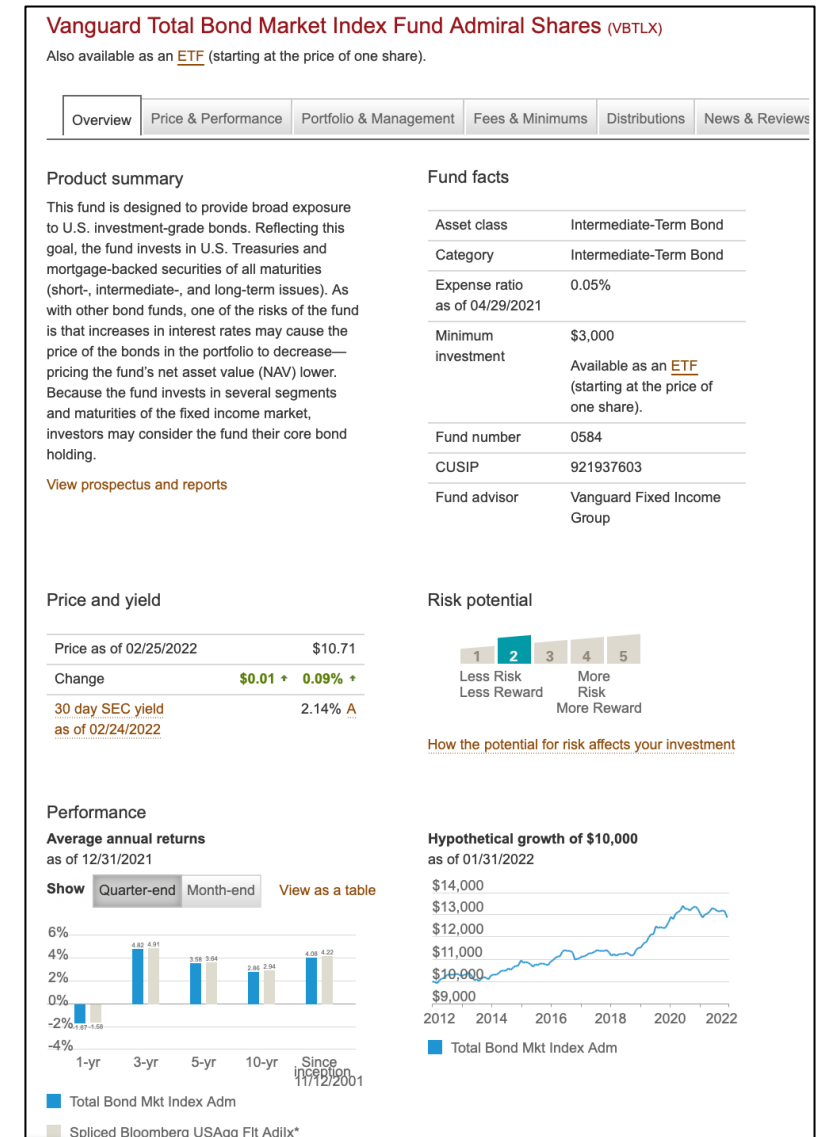 Vanguard Total Bond Market Index Fund Admiral Shares (VBTLX)
Also available as an ETF (starting at the price of one share).
Overview Price & Performance Portfolio & Management Fees & Minimums Distributions News & Reviews
Product summary
This fund is designed to provide broad exposure
to U.S. investment-grade bonds. Reflecting this
goal, the fund invests in U.S. Treasuries and
mortgage-backed securities of all maturities
(short-, intermediate-, and long-term issues). As
with other bond funds, one of the risks of the fund
is that increases in interest rates may cause the
price of the bonds in the portfolio to decrease—
pricing the fund's net asset value (NAV) lower.
Because the fund invests in several segments
and maturities of the fixed income market,
investors may consider the fund their core bond
holding.
View prospectus and reports
Fund facts
Asset class Intermediate-Term Bond
Category Intermediate-Term Bond
Expense ratio 0.05%
as of 04/29/2021
Minimum $3,000
investment
Available as an ETF
(starting at the price of
one share).
Fund number 0584
CUSIP 921937603
Fund advisor Vanguard Fixed Income
Group
Price and yield
Price as of 02/25/2022 $10.71
Change $0.01 ↑ 0.09% ↑
30 day SEC yield 2.14% A
as of 02/24/2022
Risk potential
1 2 3 4 5
Less Risk More
Less Reward Risk
More Reward
How the potential for risk affects your investment
Performance
Average annual returns
as of 12/31/2021
Show Quarter-end Month-end View as a table
6%
4%
2%
0%
-2%
-4%
-1.67 -1.58
4.82 4.91
3.58 3.64
2.86 2.94
4.08 4.22
1-yr 3-yr 5-yr 10-yr Since
inception
11/12/2001
Total Bond Mkt Index Adm
Spliced Bloomberg USAgg Flt AdjIx*
Hypothetical growth of $10,000
as of 01/31/2022
$14,000
$13,000
$12,000
$11,000
$10,000
$9,000
2012 2014 2016 2018 2020 2022
Total Bond Mkt Index Adm